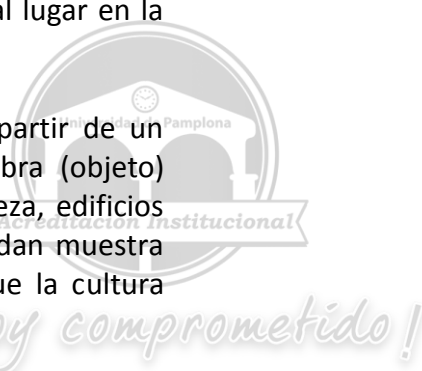 al lugar en la
partir de un
Universidad de Pamplona
bra (objeto)
eza, edificios
Acreditación Institucional
dan muestra
ue la cultura
oy comprometido!